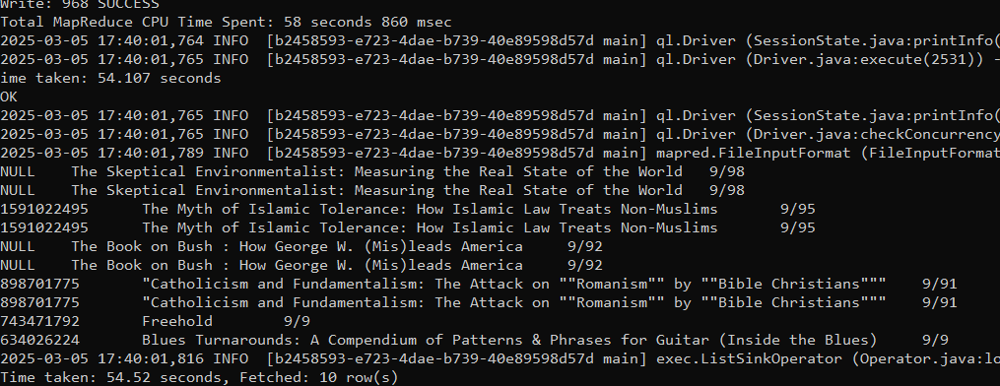 Write: 968 SUCCESS
Total MapReduce CPU Time Spent: 58 seconds 860 msec
2025-03-05 17:40:01,764 INFO  [b2458593-e723-4dae-b739-40e89598d57d main] ql.Driver (SessionState.java:printInfo(
2025-03-05 17:40:01,765 INFO  [b2458593-e723-4dae-b739-40e89598d57d main] ql.Driver (Driver.java:execute(2531)) -
ime taken: 54.107 seconds
OK
2025-03-05 17:40:01,765 INFO  [b2458593-e723-4dae-b739-40e89598d57d main] ql.Driver (SessionState.java:printInfo(
2025-03-05 17:40:01,765 INFO  [b2458593-e723-4dae-b739-40e89598d57d main] ql.Driver (Driver.java:checkConcurrency
2025-03-05 17:40:01,789 INFO  [b2458593-e723-4dae-b739-40e89598d57d main] mapred.FileInputFormat (FileInputFormat
NULL    The Skeptical Environmentalist: Measuring the Real State of the World   9/98
NULL    The Skeptical Environmentalist: Measuring the Real State of the World   9/98
1591022495      The Myth of Islamic Tolerance: How Islamic Law Treats Non-Muslims       9/95
1591022495      The Myth of Islamic Tolerance: How Islamic Law Treats Non-Muslims       9/95
NULL    The Book on Bush : How George W. (Mis)leads America     9/92
NULL    The Book on Bush : How George W. (Mis)leads America     9/92
898701775       "Catholicism and Fundamentalism: The Attack on ""Romanism"" by ""Bible Christians"""    9/91
898701775       "Catholicism and Fundamentalism: The Attack on ""Romanism"" by ""Bible Christians"""    9/91
743471792       Freehold        9/9
634026224       Blues Turnarounds: A Compendium of Patterns & Phrases for Guitar (Inside the Blues)     9/9
2025-03-05 17:40:01,816 INFO  [b2458593-e723-4dae-b739-40e89598d57d main] exec.ListSinkOperator (Operator.java:lo
Time taken: 54.52 seconds, Fetched: 10 row(s)